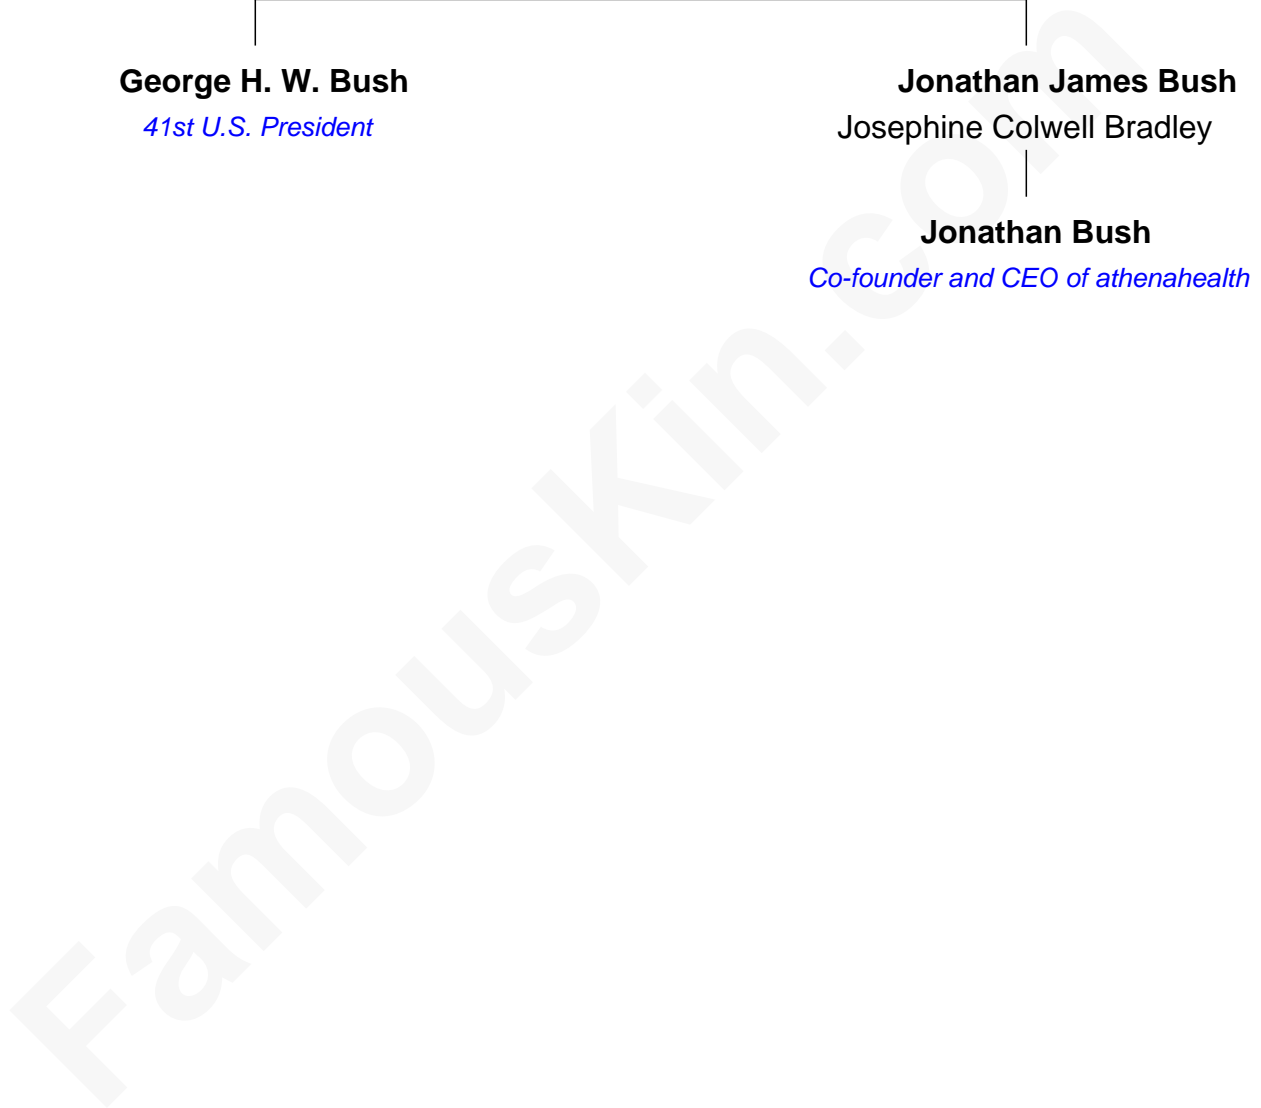 George H. W. Bush
41st U.S. President
Jonathan James Bush
Josephine Colwell Bradley
Jonathan Bush
Co-founder and CEO of athenahealth
FamousKin.com